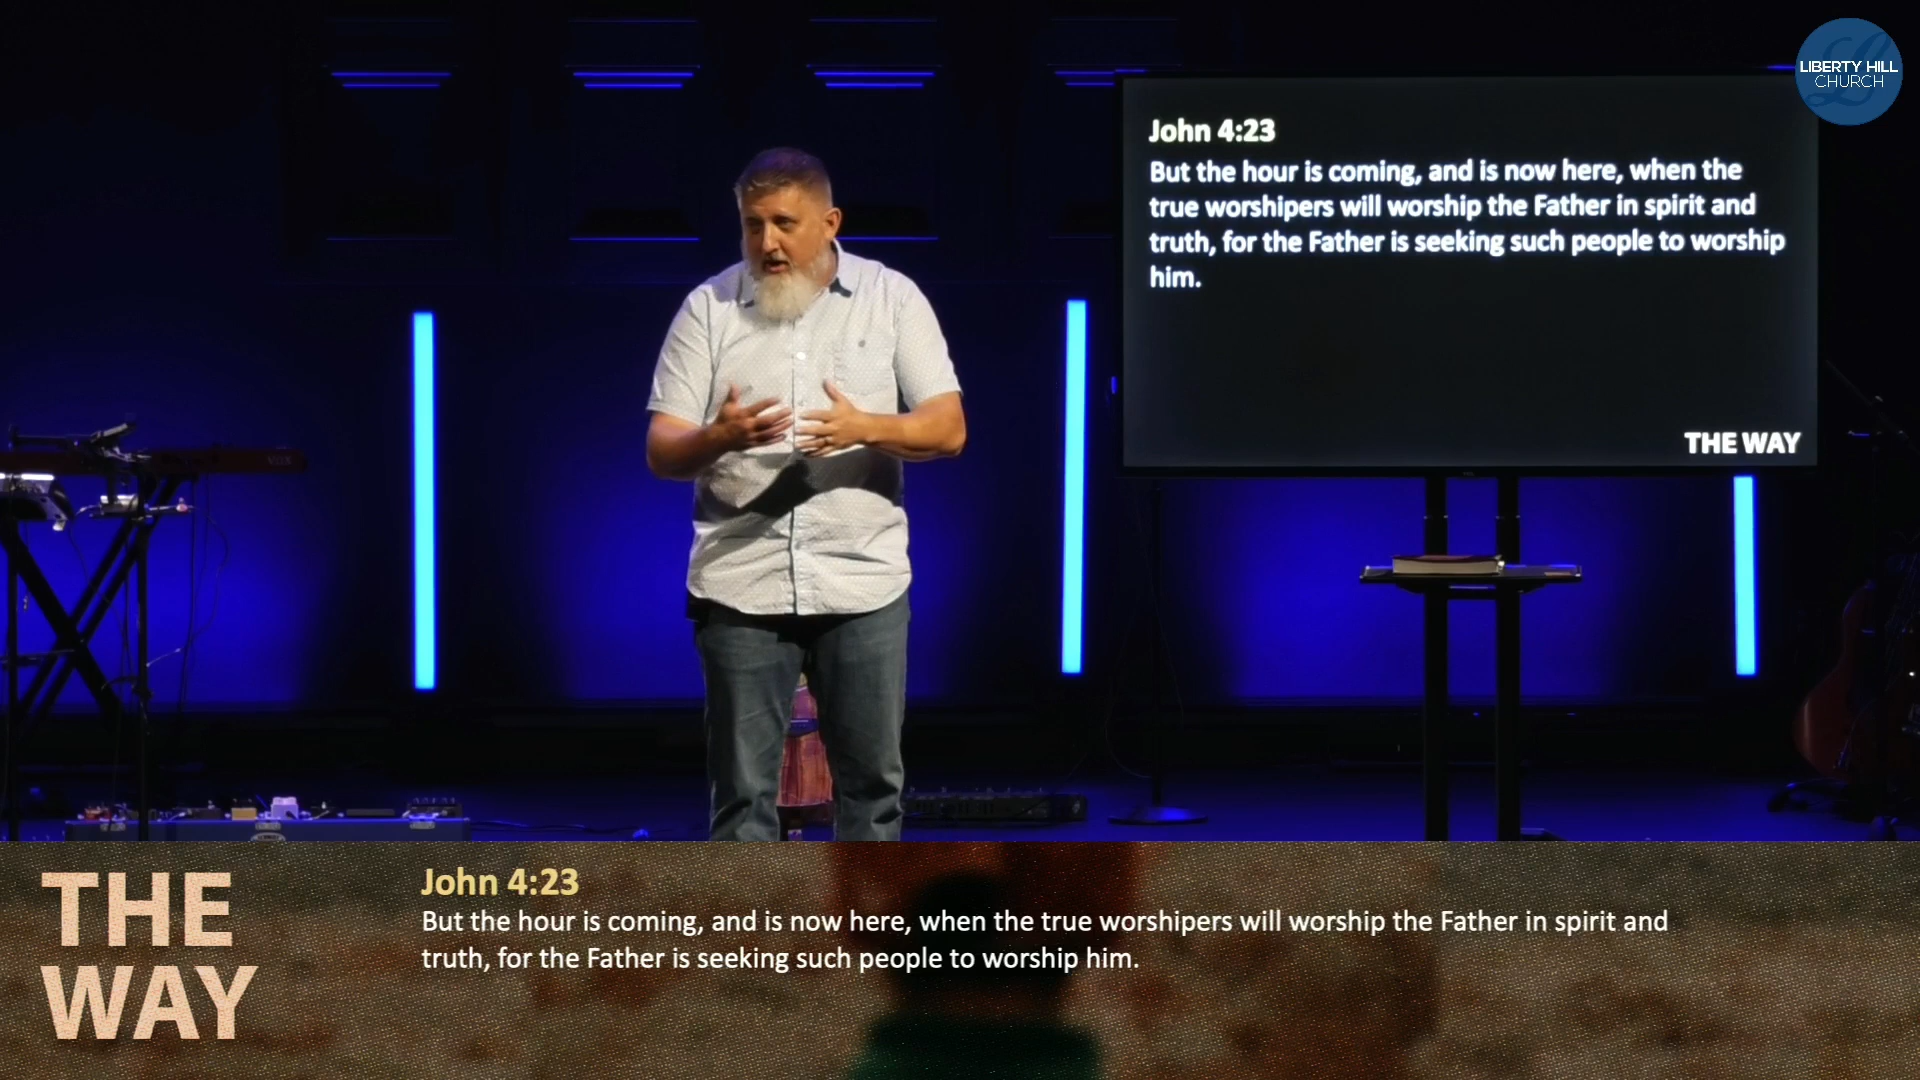 LIBERTY HILL
CHURCH
John 4:23
But the hour is coming, and is now here, when the
true worshipers will worship the Father in spirit and
truth, for the Father is seeking such people to worship
him.
THE WAY
VOX
THE
WAY
John 4:23
But the hour is coming, and is now here, when the true worshipers will worship the Father in spirit and
truth, for the Father is seeking such people to worship him.